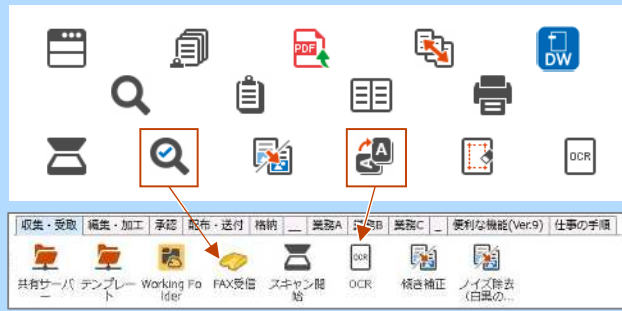 PDF
DW
A
A
OCR
収集・受取 編集・加工 承認 配布・送付 格納 __ 業務A 業務B 業務C _ 便利な機能(Ver.9) 仕事の手順
OCR
共有サーバ テンプレー Working Fo FAX受信 スキャン開 OCR 傾き補正 ノイズ除去
ー ト lder 始 (白黒の...